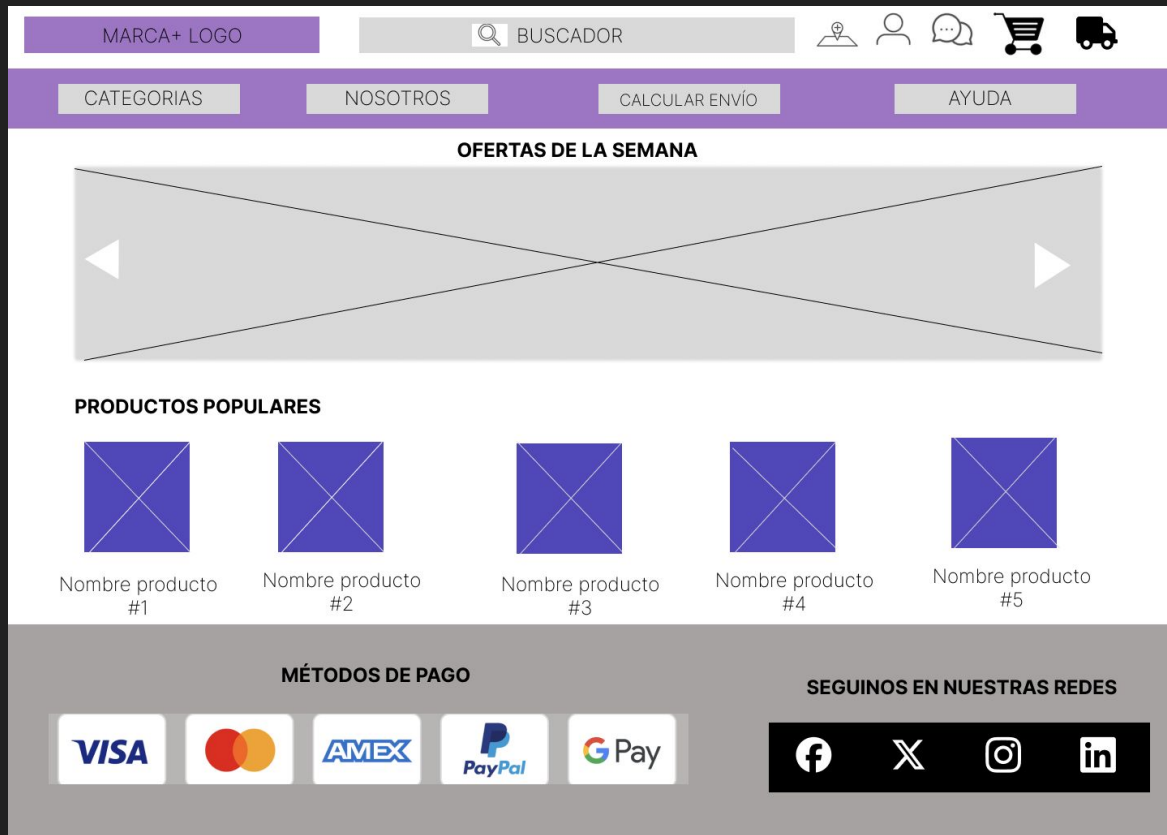 MARCA+ LOGO
BUSCADOR
CATEGORIAS
NOSOTROS
CALCULAR ENVÍO
AYUDA
OFERTAS DE LA SEMANA
PRODUCTOS POPULARES
Nombre producto
#1
Nombre producto
#2
Nombre producto
#3
Nombre producto
#4
Nombre producto
#5
MÉTODOS DE PAGO
VISA
AMEX
PayPal
G Pay
SEGUINOS EN NUESTRAS REDES